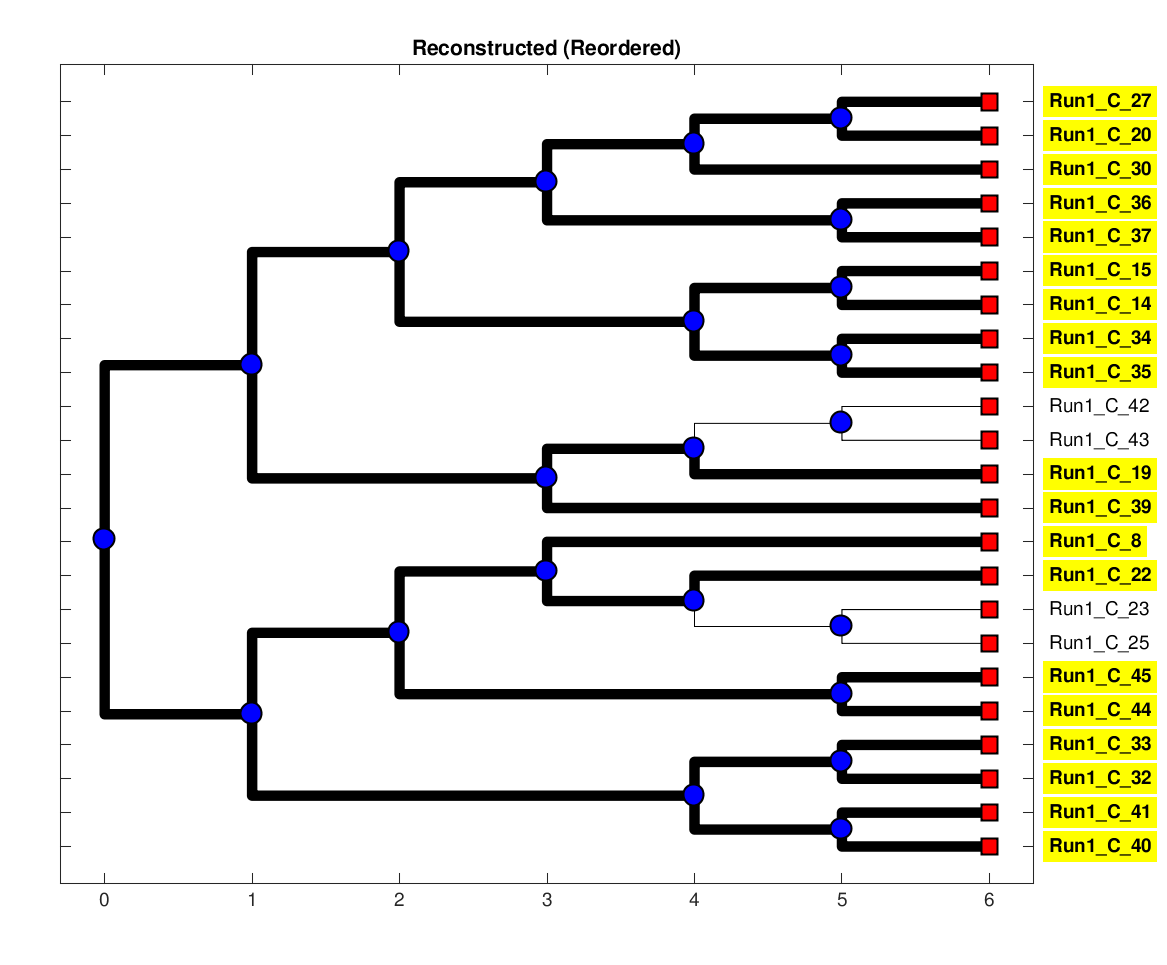 Reconstructed (Reordered)
Run1_C_27
Run1_C_20
Run1_C_30
Run1_C_36
Run1_C_37
Run1_C_15
Run1_C_14
Run1_C_34
Run1_C_35
Run1_C_42
Run1_C_43
Run1_C_19
Run1_C_39
Run1_C_8
Run1_C_22
Run1_C_23
Run1_C_25
Run1_C_45
Run1_C_44
Run1_C_33
Run1_C_32
Run1_C_41
Run1_C_40
0 1 2 3 4 5 6